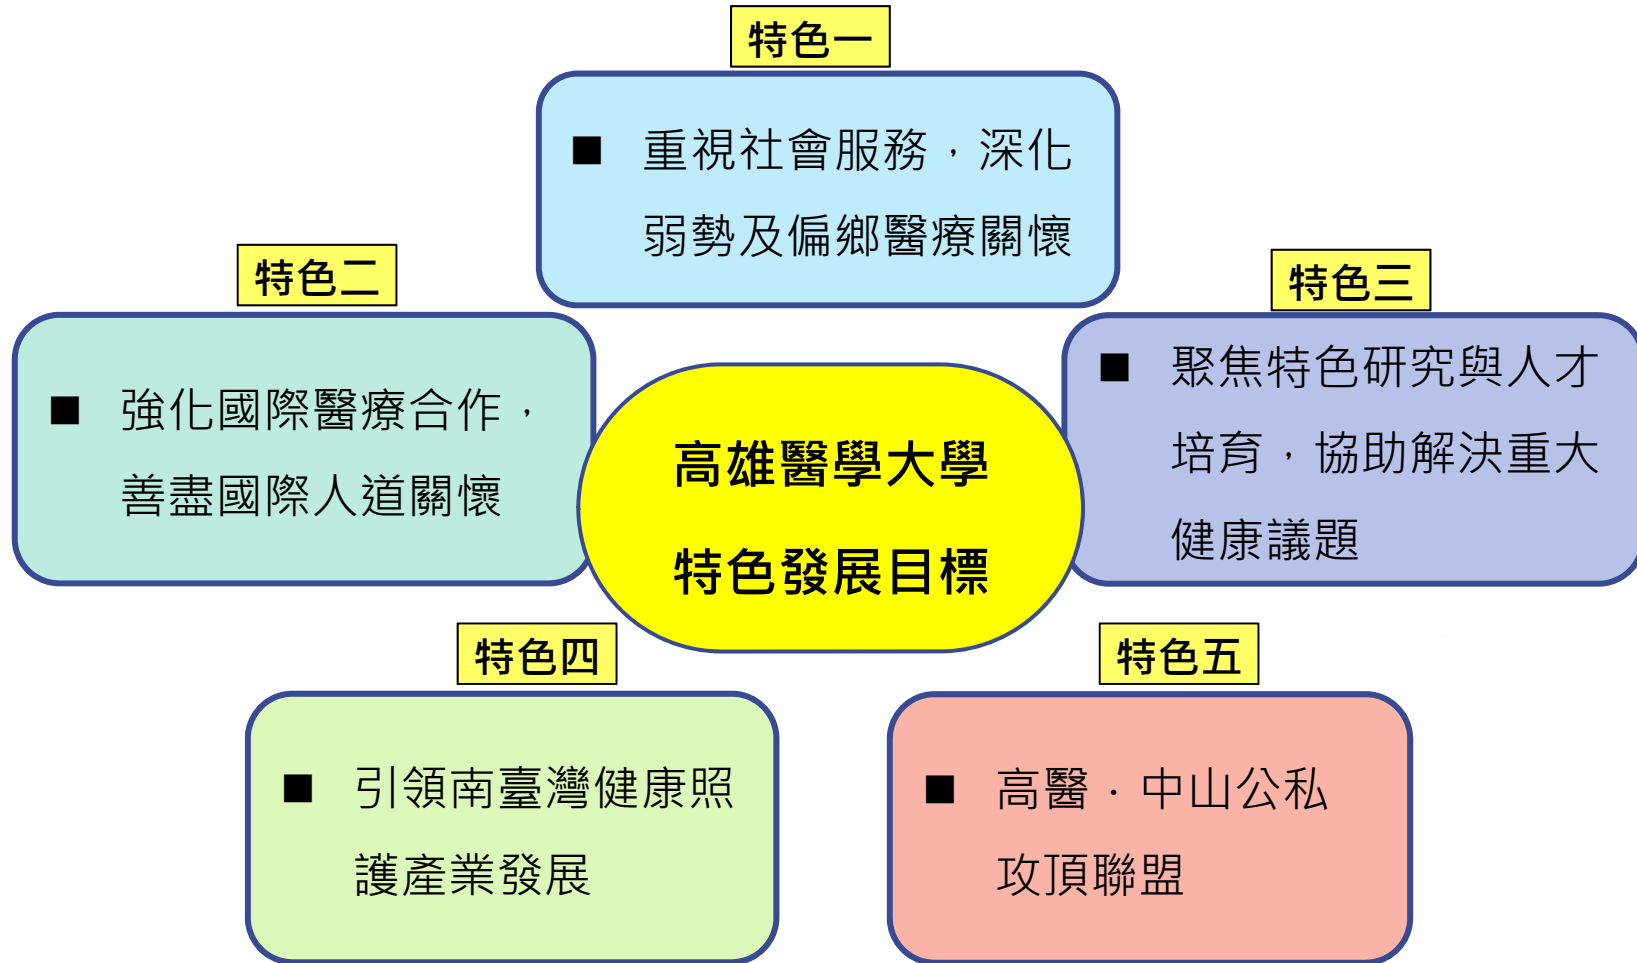 特色一
■ 重視社會服務，深化
弱勢及偏鄉醫療關懷
特色二
■ 強化國際醫療合作，
善盡國際人道關懷
特色三
■ 聚焦特色研究與人才
培育，協助解決重大
健康議題
高雄醫學大學
特色發展目標
特色四
■ 引領南臺灣健康照
護產業發展
特色五
■ 高醫．中山公私
攻頂聯盟